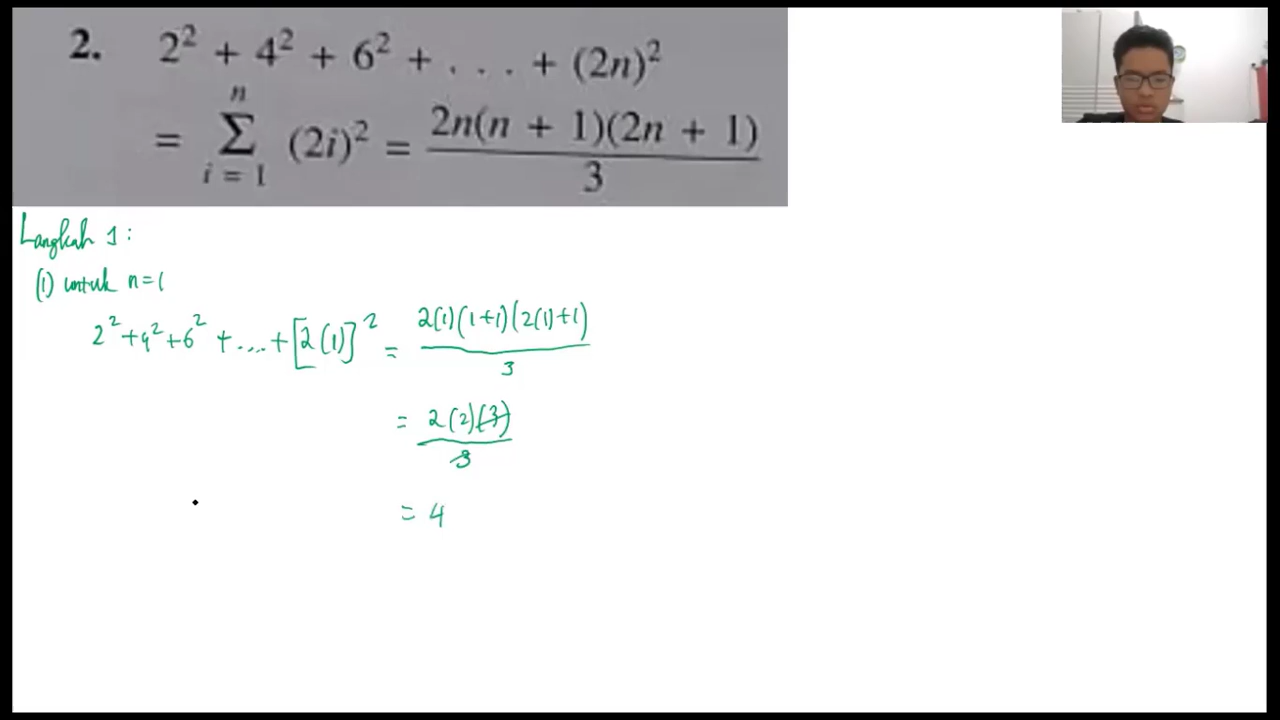 2. 2² + 4² + 6² + . . . + (2n)²
= n Σ i = 1 (2i)² = 2n(n + 1)(2n + 1) / 3
Langkah 1 :
(1) untuk n = 1
2² + 4² + 6² + .... + [2(1)]² = 2(1)(1+1)(2(1)+1) / 3
= 2(2)(3) / 3
= 4